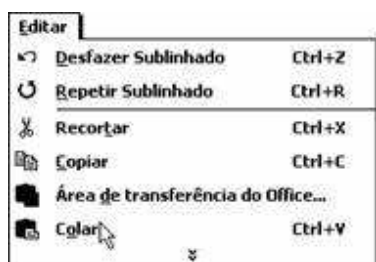 Editar
Desfazer Sublinhado Ctrl+Z
Repetir Sublinhado Ctrl+R
Recortar Ctrl+X
Copiar Ctrl+C
Área de transferência do Office...
Colar Ctrl+V